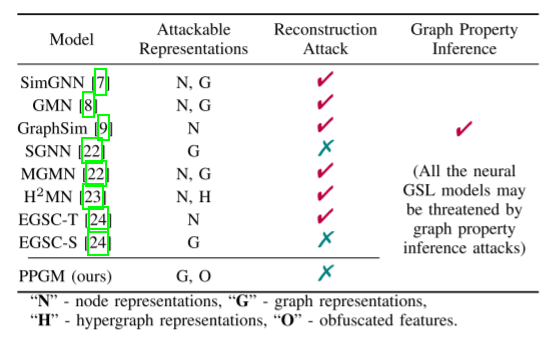 Model Attackable Representations Reconstruction Attack Graph Property Inference
SimGNN [7] N, G ✓
GMN [8] N, G ✓
GraphSim [9] N ✓ ✓
SGNN [22] G ✗
MGMN [22] N, G ✓
H²MN [23] N, H ✓
EGSC-T [24] N ✓
EGSC-S [24] G ✗
(All the neural
GSL models may
be threatened by
graph property
inference attacks)
PPGM (ours) G, O ✗
“N” - node representations, “G” - graph representations,
“H” - hypergraph representations, “O” - obfuscated features.